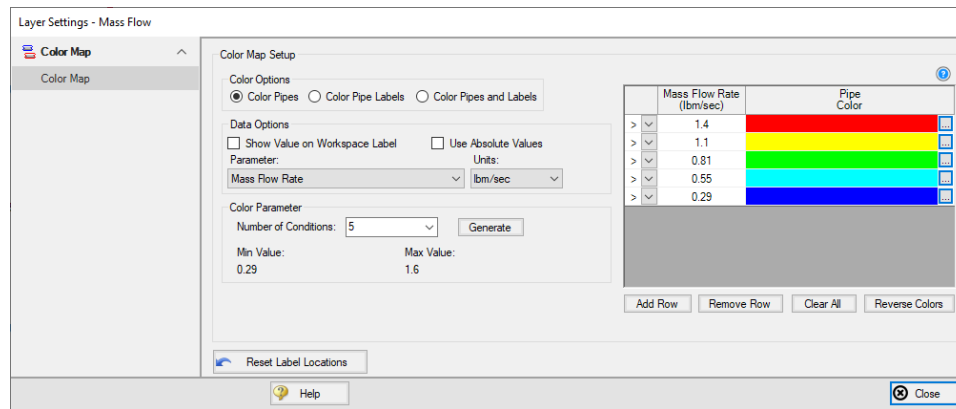 Layer Settings - Mass Flow
Color Map
Color Map
Color Map Setup
Color Options
Color Pipes Color Pipe Labels Color Pipes and Labels
Data Options
Show Value on Workspace Label Use Absolute Values
Parameter: Units:
Mass Flow Rate lbm/sec
Color Parameter
Number of Conditions: 5 Generate
Min Value: Max Value:
0.29 1.6
Mass Flow Rate
(lbm/sec)
Pipe
Color
> 1.4 ...
> 1.1 ...
> 0.81 ...
> 0.55 ...
> 0.29 ...
Add Row Remove Row Clear All Reverse Colors
Reset Label Locations
Help Close